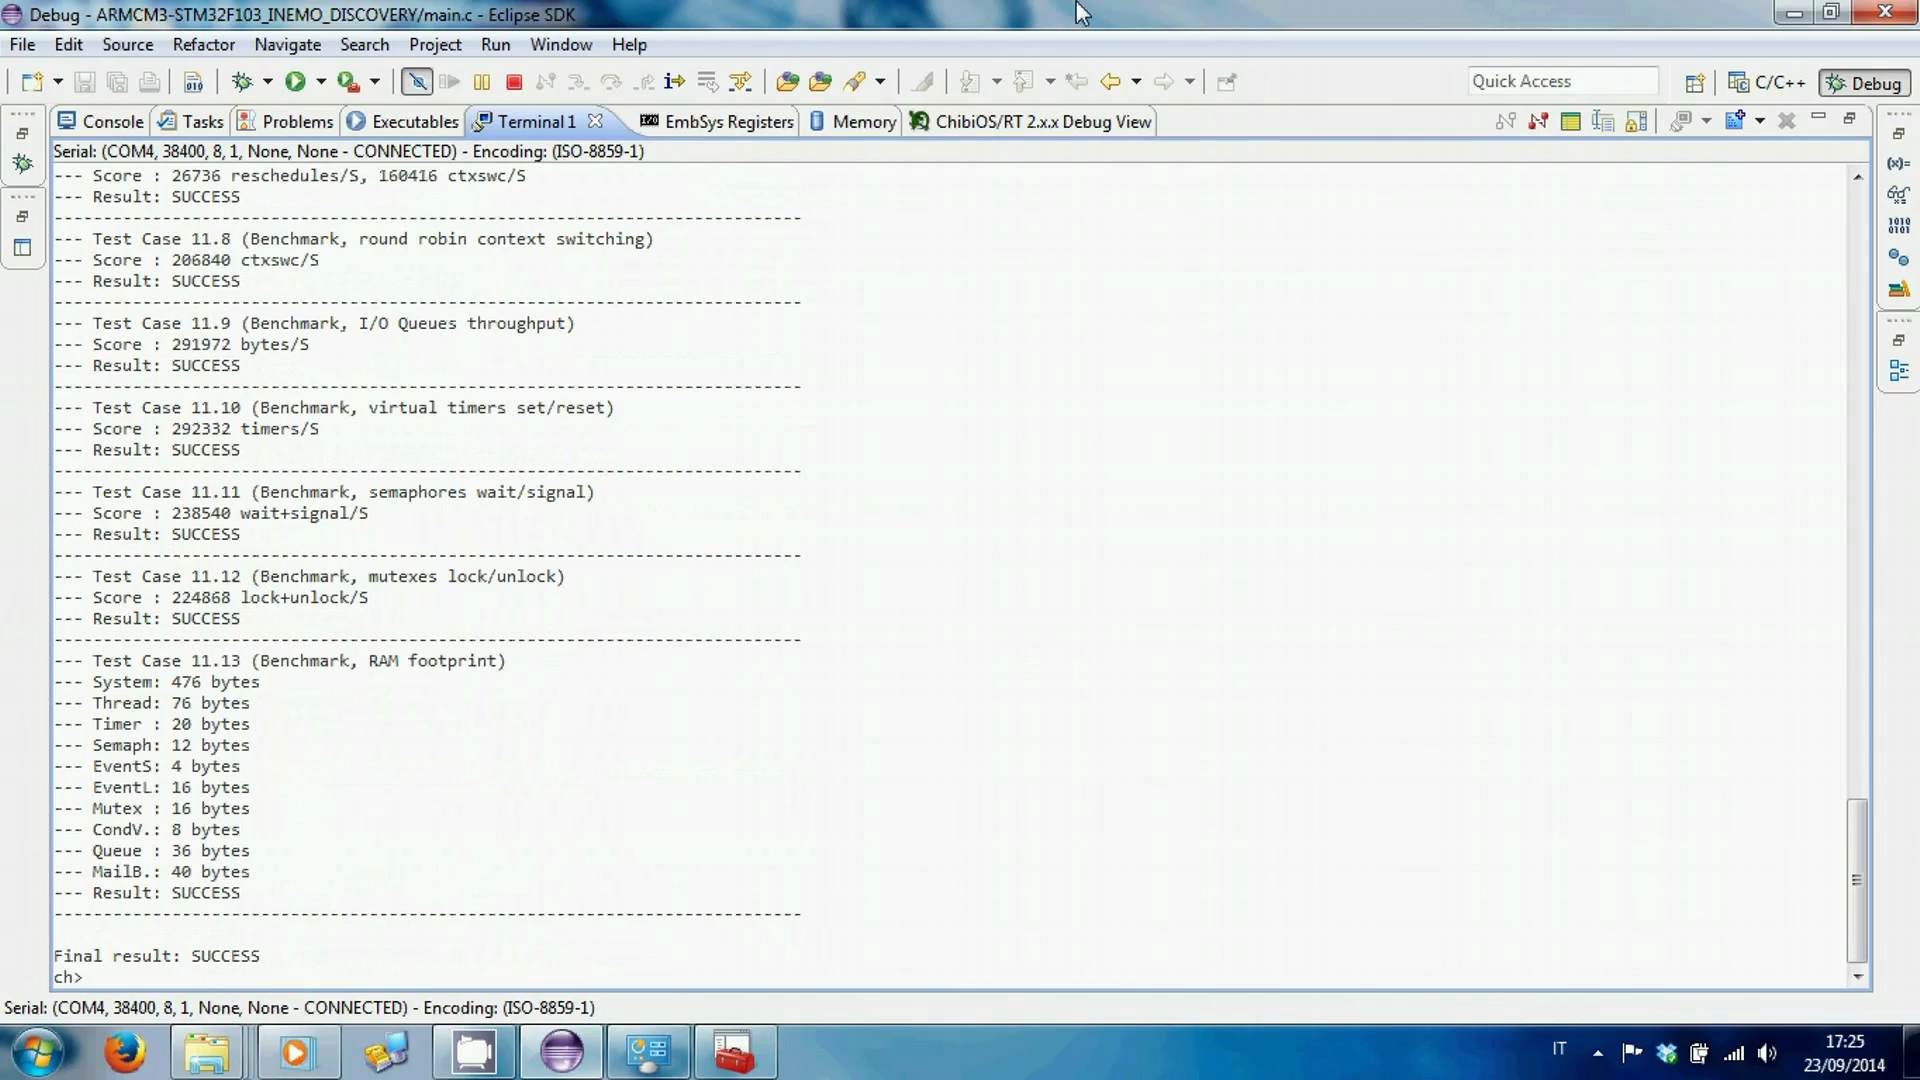 Debug - ARMCM3-STM32F103_INEMO_DISCOVERY/main.c - Eclipse SDK
File Edit Source Refactor Navigate Search Project Run Window Help
Quick Access C/C++ Debug
Console Tasks Problems Executables Terminal 1 EmbSys Registers Memory ChibiOS/RT 2.x.x Debug View
Serial: (COM4, 38400, 8, 1, None, None - CONNECTED) - Encoding: (ISO-8859-1)
--- Score : 26736 reschedules/S, 160416 ctxswc/S
--- Result: SUCCESS
----------------------------------------------------------------------------
--- Test Case 11.8 (Benchmark, round robin context switching)
--- Score : 206840 ctxswc/S
--- Result: SUCCESS
----------------------------------------------------------------------------
--- Test Case 11.9 (Benchmark, I/O Queues throughput)
--- Score : 291972 bytes/S
--- Result: SUCCESS
----------------------------------------------------------------------------
--- Test Case 11.10 (Benchmark, virtual timers set/reset)
--- Score : 292332 timers/S
--- Result: SUCCESS
----------------------------------------------------------------------------
--- Test Case 11.11 (Benchmark, semaphores wait/signal)
--- Score : 238540 wait+signal/S
--- Result: SUCCESS
----------------------------------------------------------------------------
--- Test Case 11.12 (Benchmark, mutexes lock/unlock)
--- Score : 224868 lock+unlock/S
--- Result: SUCCESS
----------------------------------------------------------------------------
--- Test Case 11.13 (Benchmark, RAM footprint)
--- System: 476 bytes
--- Thread: 76 bytes
--- Timer : 20 bytes
--- Semaph: 12 bytes
--- EventS: 4 bytes
--- EventL: 16 bytes
--- Mutex : 16 bytes
--- CondV.: 8 bytes
--- Queue : 36 bytes
--- MailB.: 40 bytes
--- Result: SUCCESS
----------------------------------------------------------------------------
Final result: SUCCESS
ch>
Serial: (COM4, 38400, 8, 1, None, None - CONNECTED) - Encoding: (ISO-8859-1)
IT
17:25
23/09/2014